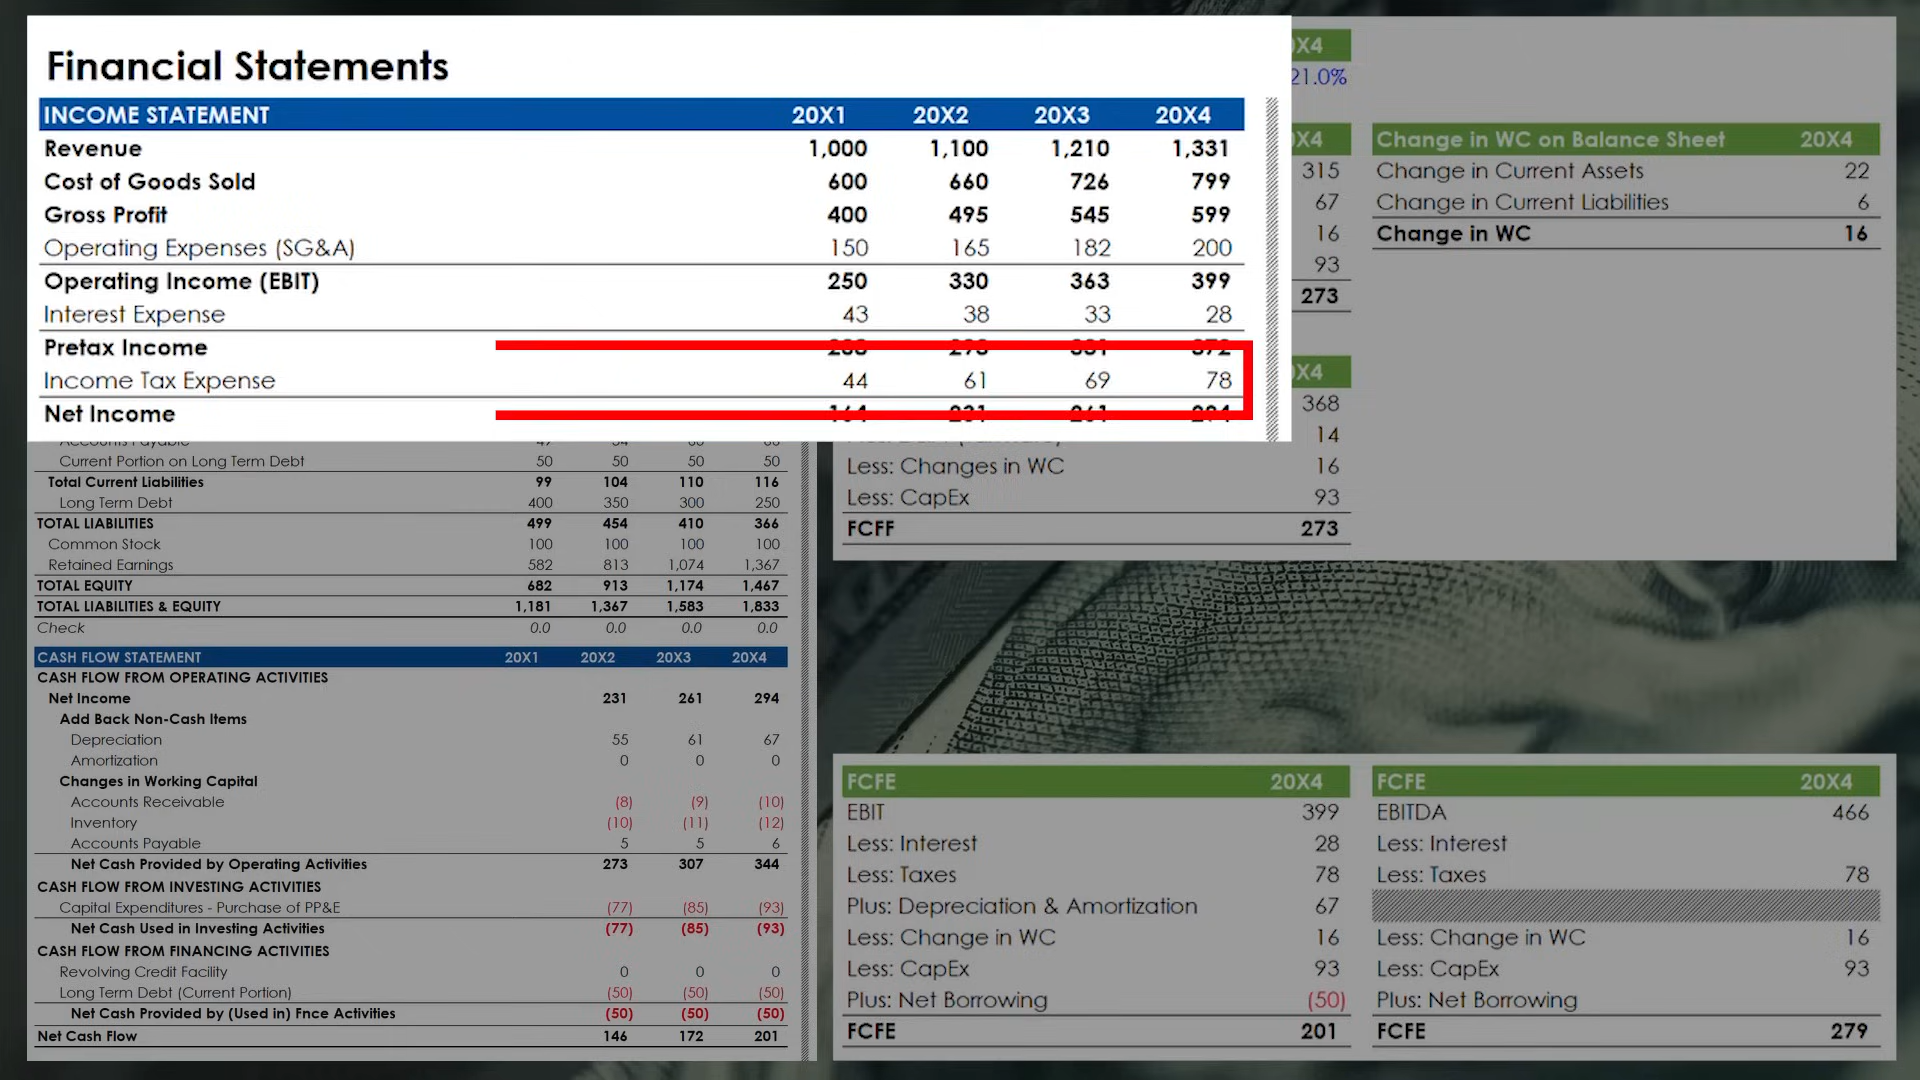 Financial Statements
INCOME STATEMENT 20X1 20X2 20X3 20X4
Revenue 1,000 1,100 1,210 1,331
Cost of Goods Sold 600 660 726 799
Gross Profit 400 495 545 599
Operating Expenses (SG&A) 150 165 182 200
Operating Income (EBIT) 250 330 363 399
Interest Expense 43 38 33 28
Pretax Income
Income Tax Expense 44 61 69 78
Net Income
Current Portion on Long Term Debt 50 50 50 50
Total Current Liabilities 99 104 110 116
Long Term Debt 400 350 300 250
TOTAL LIABILITIES 499 454 410 366
Common Stock 100 100 100 100
Retained Earnings 582 813 1,074 1,367
TOTAL EQUITY 682 913 1,174 1,467
TOTAL LIABILITIES & EQUITY 1,181 1,367 1,583 1,833
Check 0.0 0.0 0.0 0.0
CASH FLOW STATEMENT 20X1 20X2 20X3 20X4
CASH FLOW FROM OPERATING ACTIVITIES
Net Income 231 261 294
Add Back Non-Cash Items
Depreciation 55 61 67
Amortization 0 0 0
Changes in Working Capital
Accounts Receivable (8) (9) (10)
Inventory (10) (11) (12)
Accounts Payable 5 5 6
Net Cash Provided by Operating Activities 273 307 344
CASH FLOW FROM INVESTING ACTIVITIES
Capital Expenditures - Purchase of PP&E (77) (85) (93)
Net Cash Used in Investing Activities (77) (85) (93)
CASH FLOW FROM FINANCING ACTIVITIES
Revolving Credit Facility 0 0 0
Long Term Debt (Current Portion) (50) (50) (50)
Net Cash Provided by (Used in) Fnce Activities (50) (50) (50)
Net Cash Flow 146 172 201
X4
21.0%
X4
315
67
16
93
273
Change in WC on Balance Sheet 20X4
Change in Current Assets 22
Change in Current Liabilities 6
Change in WC 16
X4
368
14
Less: Changes in WC 16
Less: CapEx 93
FCFF 273
FCFE 20X4
EBIT 399
Less: Interest 28
Less: Taxes 78
Plus: Depreciation & Amortization 67
Less: Change in WC 16
Less: CapEx 93
Plus: Net Borrowing (50)
FCFE 201
FCFE 20X4
EBITDA 466
Less: Interest
Less: Taxes 78
Less: Change in WC 16
Less: CapEx 93
Plus: Net Borrowing
FCFE 279